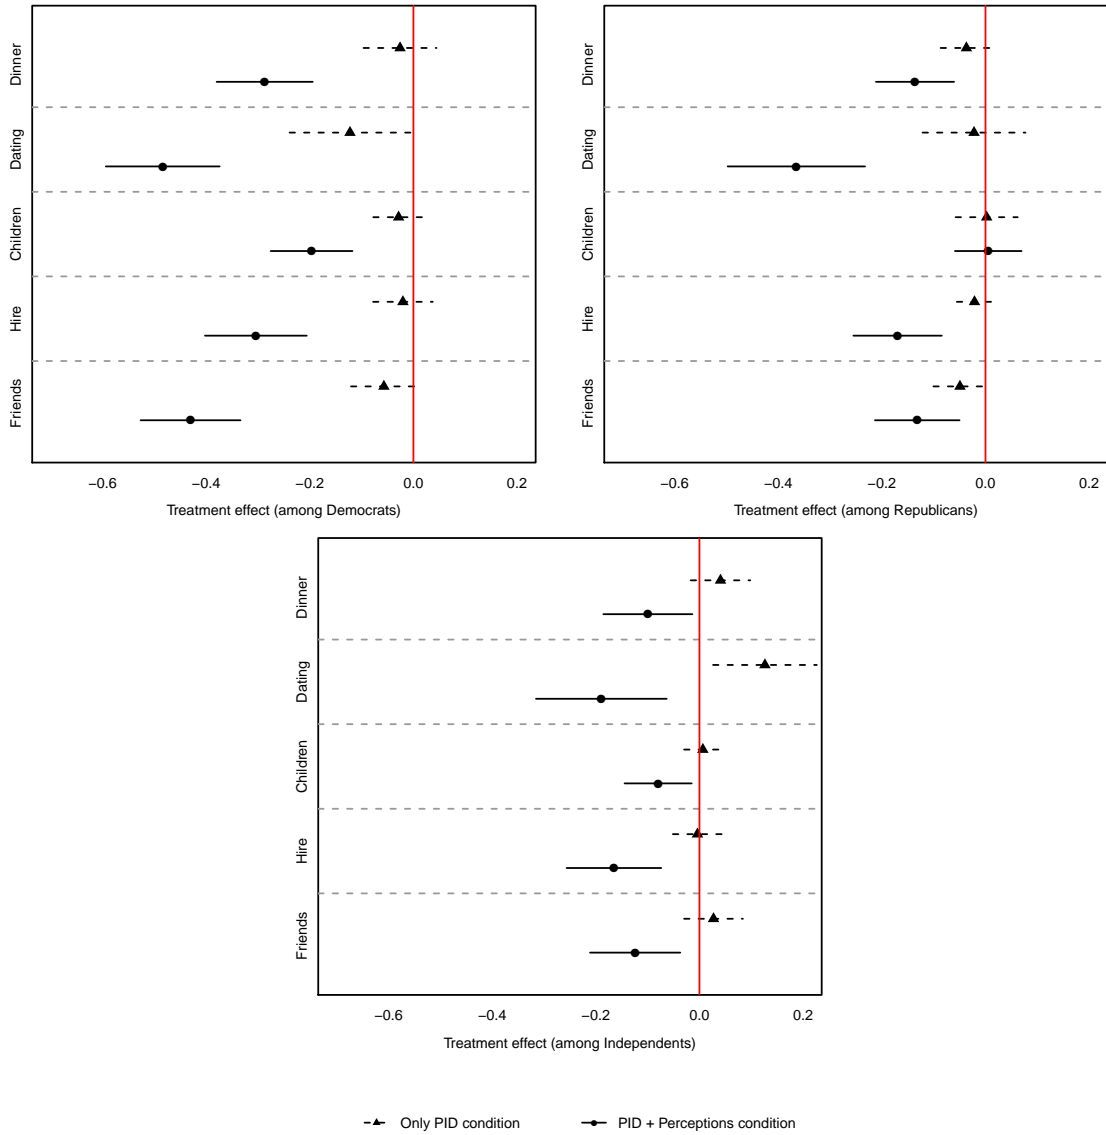 Dinner
Dating
Children
Hire
Friends
−0.6 −0.4 −0.2 0.0 0.2
Treatment effect (among Democrats)
Dinner
Dating
Children
Hire
Friends
−0.6 −0.4 −0.2 0.0 0.2
Treatment effect (among Republicans)
Dinner
Dating
Children
Hire
Friends
−0.6 −0.4 −0.2 0.0 0.2
Treatment effect (among Independents)
Only PID condition PID + Perceptions condition